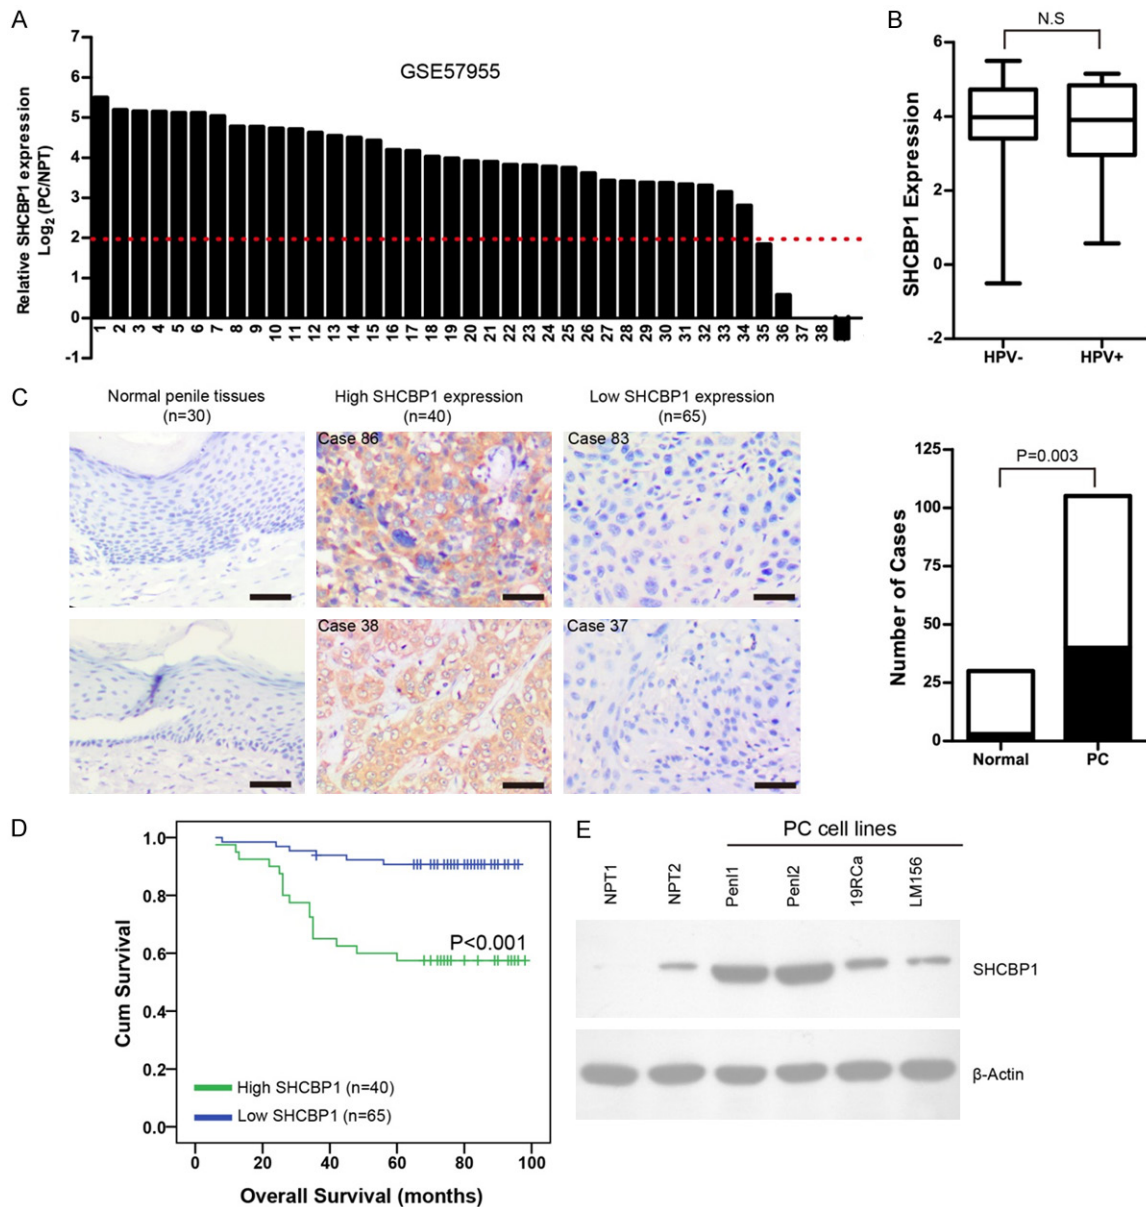 A
7
6
5
4
3
2
1
0
-1
Relative SHCBP1 expression
Log₂ (PC/NPT)
GSE57955
1 2 3 4 5 6 7 8 9 10 11 12 13 14 15 16 17 18 19 20 21 22 23 24 25 26 27 28 29 30 31 32 33 34 35 36 37 38
B
N.S
6
4
2
0
-2
SHCBP1 Expression
HPV- HPV+
C
Normal penile tissues
(n=30)
High SHCBP1 expression
(n=40)
Low SHCBP1 expression
(n=65)
Case 86
Case 83
Case 38
Case 37
125
100
75
50
25
0
Number of Cases
P=0.003
Normal PC
D
1.0
0.8
0.6
0.4
0.2
0.0
Cum Survival
P<0.001
High SHCBP1 (n=40)
Low SHCBP1 (n=65)
0 20 40 60 80 100
Overall Survival (months)
E
PC cell lines
NPT1 NPT2 Penl1 Penl2 19RCa LM156
SHCBP1
β-Actin